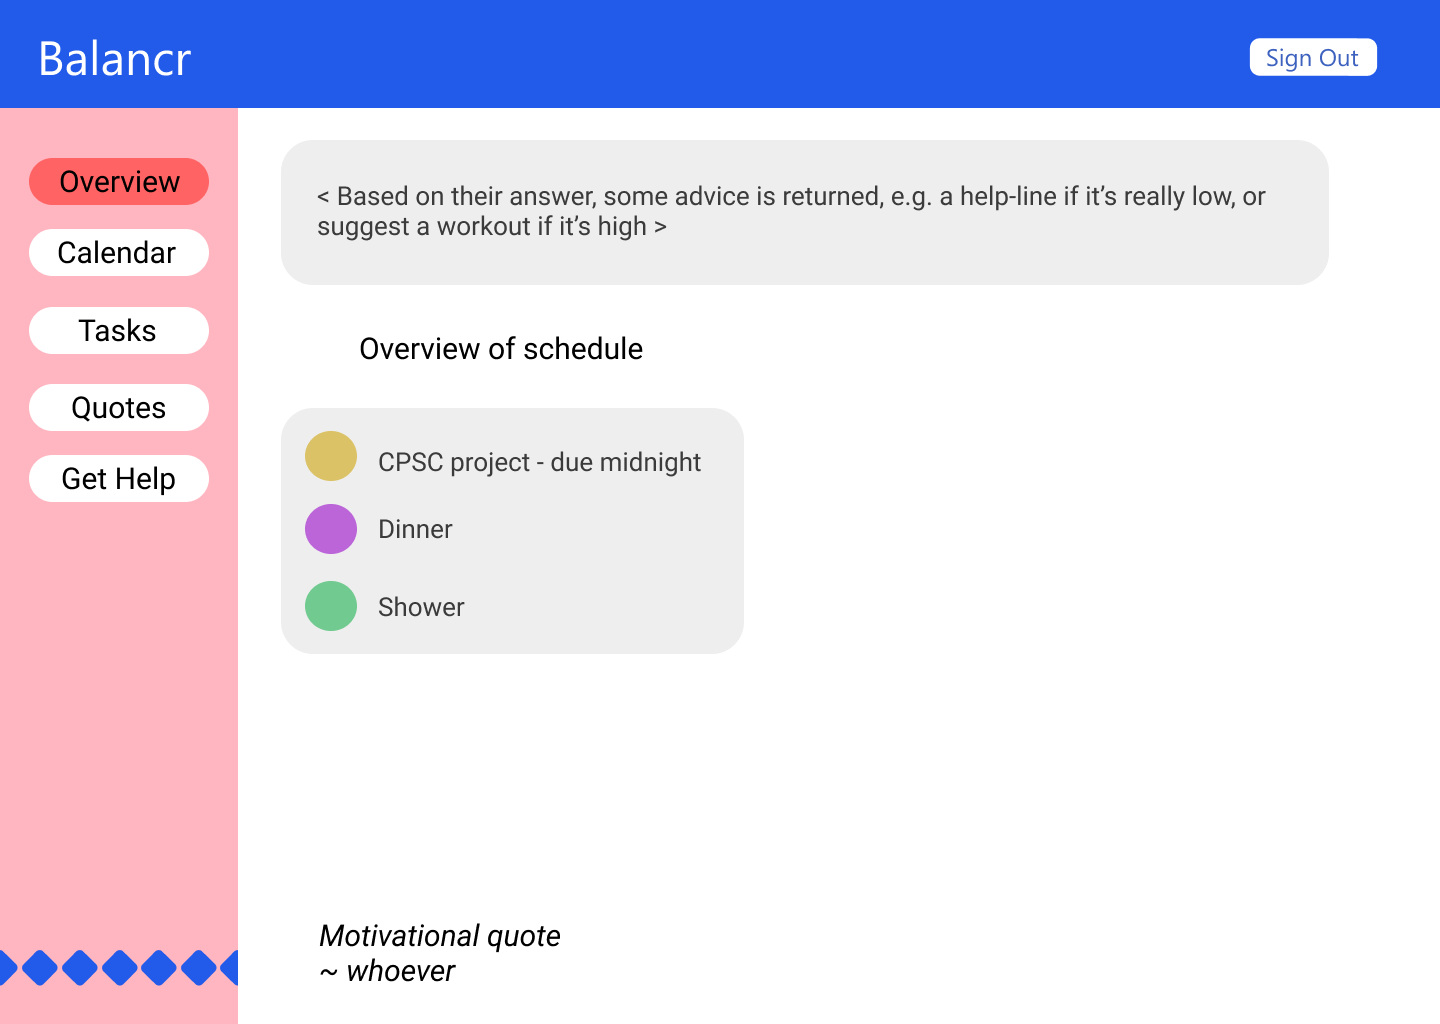 Balancr
Sign Out
Overview
Calendar
Tasks
Quotes
Get Help
< Based on their answer, some advice is returned, e.g. a help-line if it’s really low, or
suggest a workout if it’s high >
Overview of schedule
CPSC project - due midnight
Dinner
Shower
Motivational quote
~ whoever